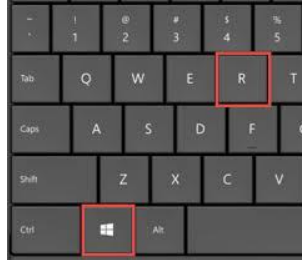 ~ ! @ # $ %
` 1 2 3 4 5
Tab Q W E R T
Caps A S D F
Shift Z X C V
Ctrl Alt